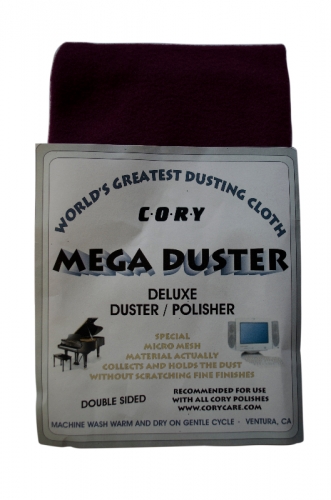 WORLD'S GREATEST DUSTING CLOTH
C·O·R·Y
MEGA DUSTER
DELUXE
DUSTER / POLISHER
SPECIAL
MICRO MESH
MATERIAL ACTUALLY
COLLECTS AND HOLDS THE DUST
WITHOUT SCRATCHING FINE FINISHES
DOUBLE SIDED
RECOMMENDED FOR USE
WITH ALL CORY POLISHES
WWW.CORYCARE.COM
MACHINE WASH WARM AND DRY ON GENTLE CYCLE - VENTURA, CA